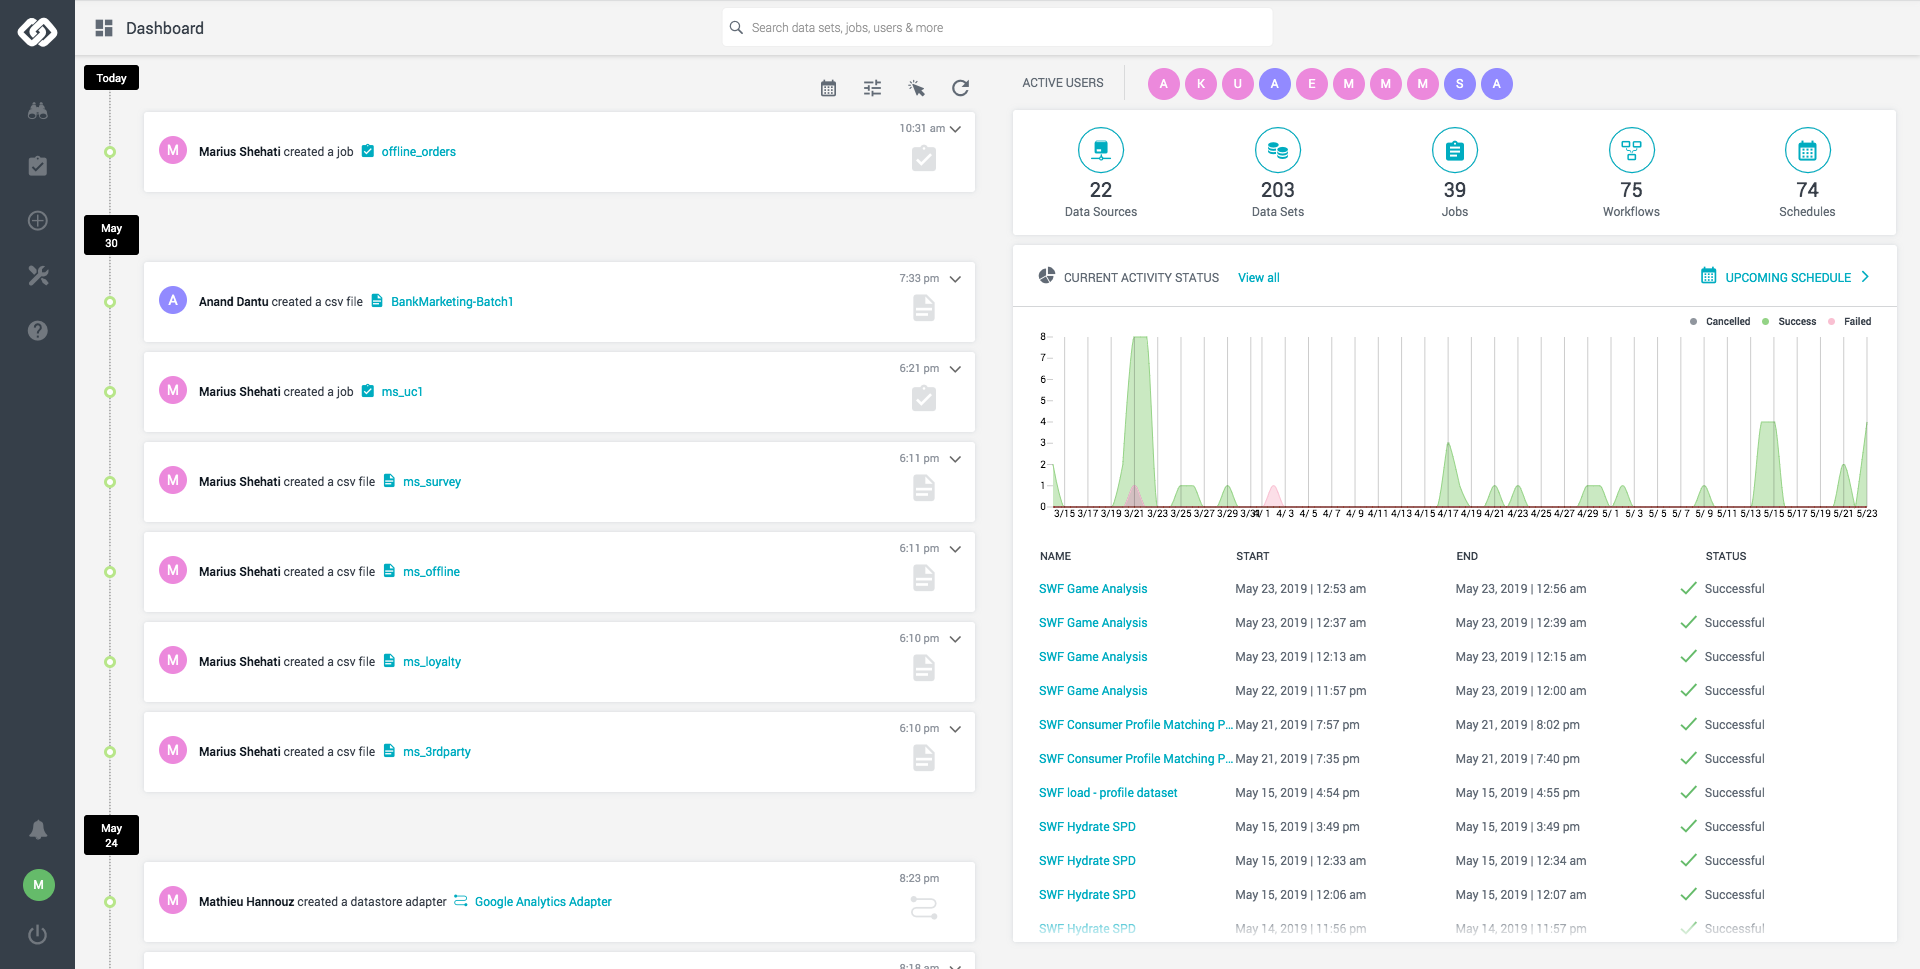 Dashboard
Search data sets, jobs, users & more
Today
10:31 am
M
Marius Shehati created a job offline_orders
May
30
7:33 pm
A
Anand Dantu created a csv file BankMarketing-Batch1
6:21 pm
M
Marius Shehati created a job ms_uc1
6:11 pm
M
Marius Shehati created a csv file ms_survey
6:11 pm
M
Marius Shehati created a csv file ms_offline
6:10 pm
M
Marius Shehati created a csv file ms_loyalty
6:10 pm
M
Marius Shehati created a csv file ms_3rdparty
May
24
8:23 pm
M
Mathieu Hannouz created a datastore adapter Google Analytics Adapter
8:18 am
M
ACTIVE USERS A K U A E M M M S A
22 203 39 75 74
Data Sources Data Sets Jobs Workflows Schedules
CURRENT ACTIVITY STATUS View all UPCOMING SCHEDULE
Cancelled Success Failed
8
7
6
5
4
3
2
1
0
3/15 3/17 3/19 3/21 3/23 3/25 3/27 3/29 3/31 4/ 1 4/ 3 4/ 5 4/ 7 4/ 9 4/11 4/13 4/15 4/17 4/19 4/21 4/23 4/25 4/27 4/29 5/ 1 5/ 3 5/ 5 5/ 7 5/ 9 5/11 5/13 5/15 5/17 5/19 5/21 5/23
NAME START END STATUS
SWF Game Analysis May 23, 2019 | 12:53 am May 23, 2019 | 12:56 am Successful
SWF Game Analysis May 23, 2019 | 12:37 am May 23, 2019 | 12:39 am Successful
SWF Game Analysis May 23, 2019 | 12:13 am May 23, 2019 | 12:15 am Successful
SWF Game Analysis May 22, 2019 | 11:57 pm May 23, 2019 | 12:00 am Successful
SWF Consumer Profile Matching P... May 21, 2019 | 7:57 pm May 21, 2019 | 8:02 pm Successful
SWF Consumer Profile Matching P... May 21, 2019 | 7:35 pm May 21, 2019 | 7:40 pm Successful
SWF load - profile dataset May 15, 2019 | 4:54 pm May 15, 2019 | 4:55 pm Successful
SWF Hydrate SPD May 15, 2019 | 3:49 pm May 15, 2019 | 3:49 pm Successful
SWF Hydrate SPD May 15, 2019 | 12:33 am May 15, 2019 | 12:34 am Successful
SWF Hydrate SPD May 15, 2019 | 12:06 am May 15, 2019 | 12:07 am Successful
SWF Hydrate SPD May 14, 2019 | 11:56 pm May 14, 2019 | 11:57 pm Successful